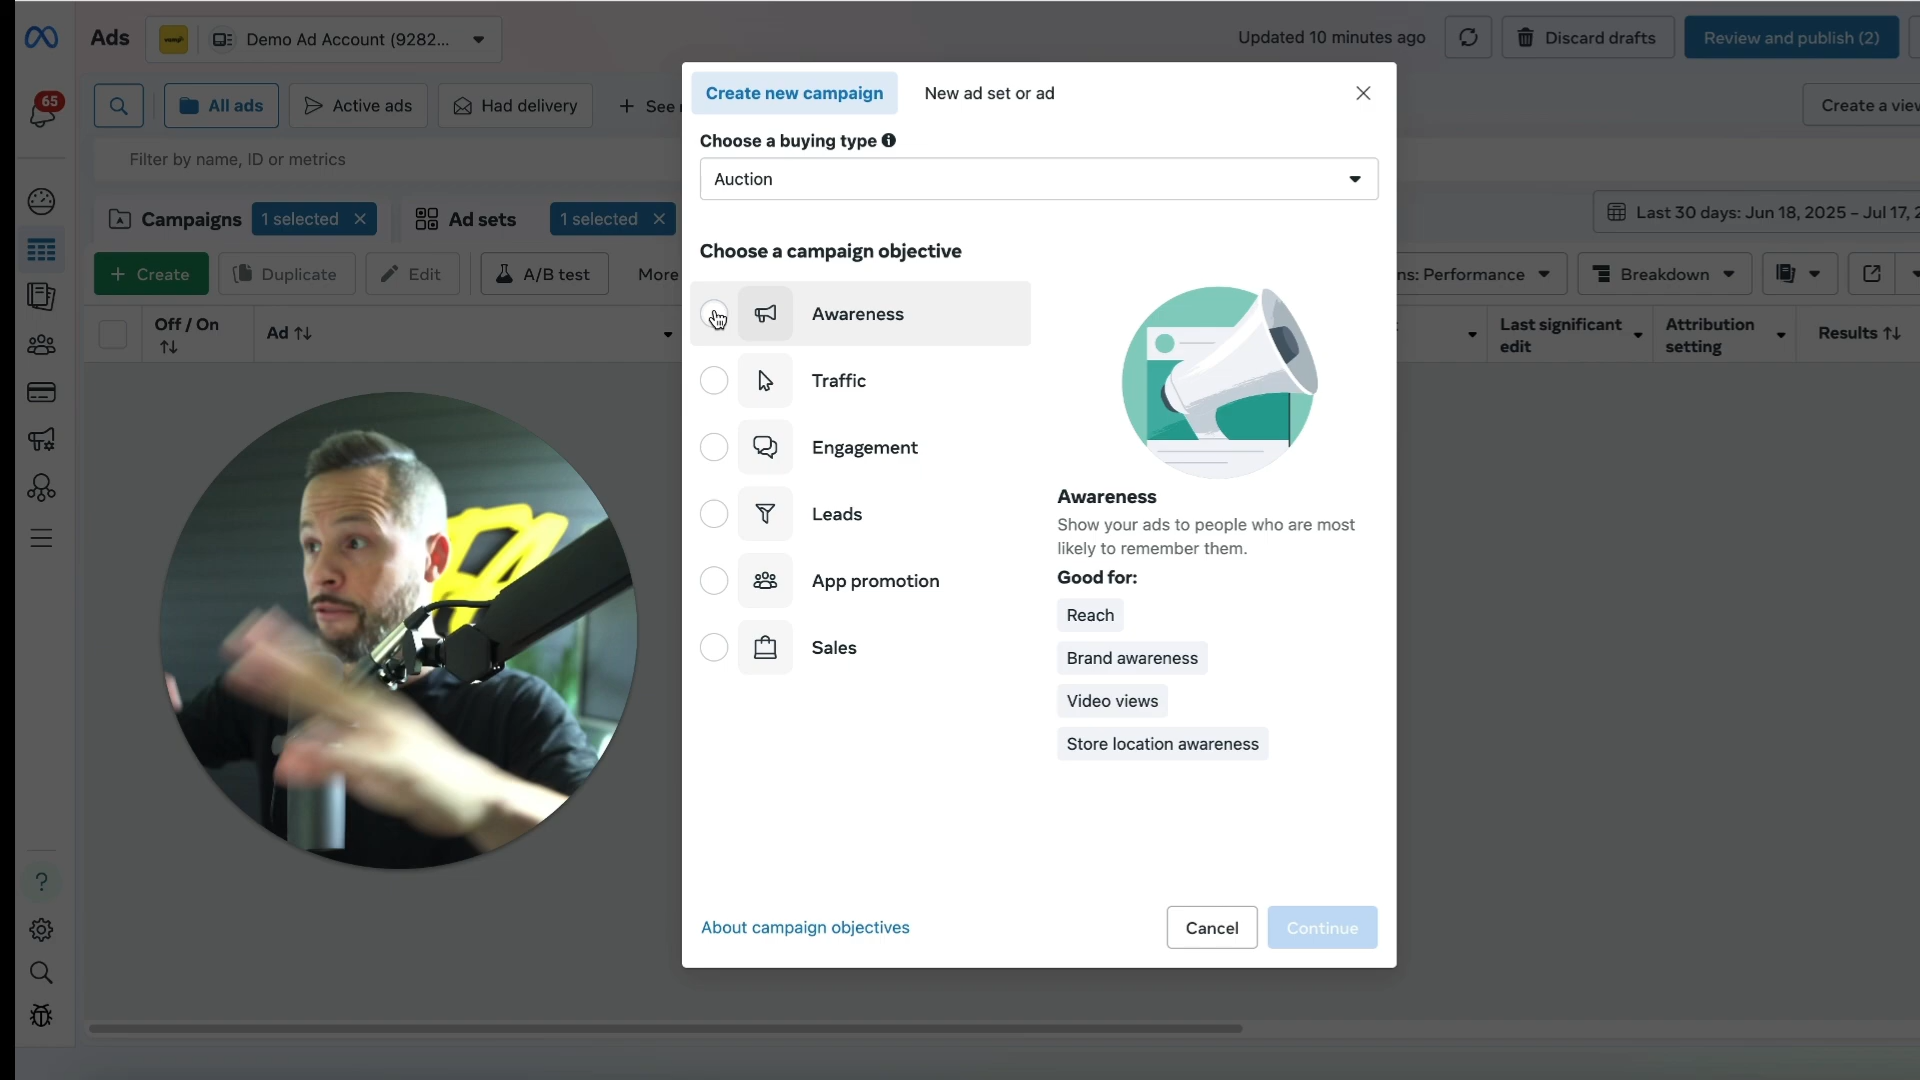 Ads
Demo Ad Account (9282...
Updated 10 minutes ago
Discard drafts
Review and publish (2)
65
All ads
Active ads
Had delivery
+ See
Create a view
Filter by name, ID or metrics
Campaigns
1 selected
Ad sets
1 selected
Last 30 days: Jun 18, 2025 – Jul 17, 2
+ Create
Duplicate
Edit
A/B test
More
ns: Performance
Breakdown
Off / On
Ad
Last significant
edit
Attribution
setting
Results
Create new campaign
New ad set or ad
Choose a buying type
Auction
Choose a campaign objective
Awareness
Traffic
Engagement
Leads
App promotion
Sales
Awareness
Show your ads to people who are most
likely to remember them.
Good for:
Reach
Brand awareness
Video views
Store location awareness
About campaign objectives
Cancel
Continue